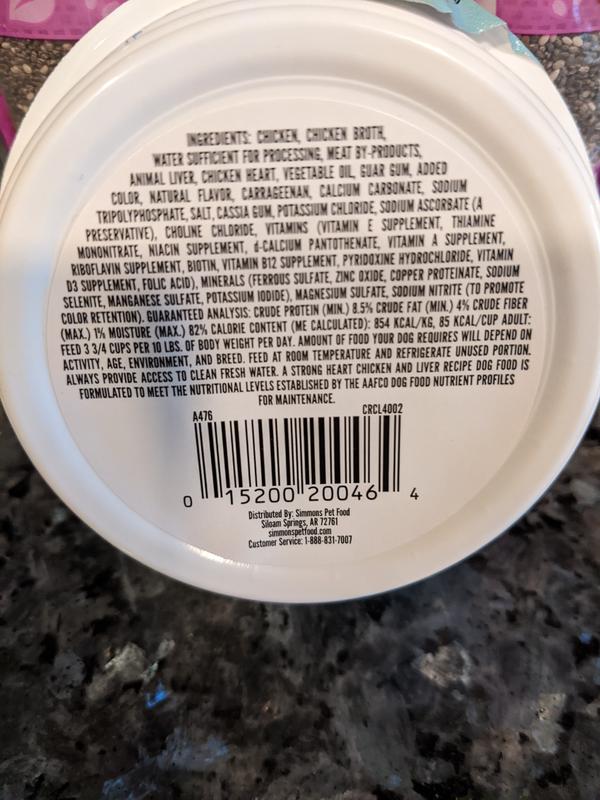 INGREDIENTS: CHICKEN, CHICKEN BROTH,
WATER SUFFICIENT FOR PROCESSING, MEAT BY-PRODUCTS,
ANIMAL LIVER, CHICKEN HEART, VEGETABLE OIL, GUAR GUM, ADDED
COLOR, NATURAL FLAVOR, CARRAGEENAN, CALCIUM CARBONATE, SODIUM
TRIPOLYPHOSPHATE, SALT, CASSIA GUM, POTASSIUM CHLORIDE, SODIUM ASCORBATE (A
PRESERVATIVE), CHOLINE CHLORIDE, VITAMINS (VITAMIN E SUPPLEMENT, THIAMINE
MONONITRATE, NIACIN SUPPLEMENT, d-CALCIUM PANTOTHENATE, VITAMIN A SUPPLEMENT,
RIBOFLAVIN SUPPLEMENT, BIOTIN, VITAMIN B12 SUPPLEMENT, PYRIDOXINE HYDROCHLORIDE, VITAMIN
D3 SUPPLEMENT, FOLIC ACID), MINERALS (FERROUS SULFATE, ZINC OXIDE, COPPER PROTEINATE, SODIUM
SELENITE, MANGANESE SULFATE, POTASSIUM IODIDE), MAGNESIUM SULFATE, SODIUM NITRITE (TO PROMOTE
COLOR RETENTION). GUARANTEED ANALYSIS: CRUDE PROTEIN (MIN.) 8.5% CRUDE FAT (MIN.) 4% CRUDE FIBER
(MAX.) 1% MOISTURE (MAX.) 82% CALORIE CONTENT (ME CALCULATED): 854 KCAL/KG, 85 KCAL/CUP ADULT:
FEED 3 3/4 CUPS PER 10 LBS. OF BODY WEIGHT PER DAY. AMOUNT OF FOOD YOUR DOG REQUIRES WILL DEPEND ON
ACTIVITY, AGE, ENVIRONMENT, AND BREED. FEED AT ROOM TEMPERATURE AND REFRIGERATE UNUSED PORTION.
ALWAYS PROVIDE ACCESS TO CLEAN FRESH WATER. A STRONG HEART CHICKEN AND LIVER RECIPE DOG FOOD IS
FORMULATED TO MEET THE NUTRITIONAL LEVELS ESTABLISHED BY THE AAFCO DOG FOOD NUTRIENT PROFILES
FOR MAINTENANCE.
A476 CRCL4002
0 15200 20046 4
Distributed By: Simmons Pet Food
Siloam Springs, AR 72761
simmonspetfood.com
Customer Service: 1-888-831-7007